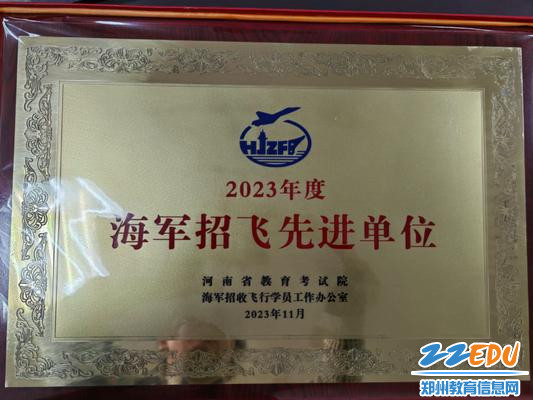 HJZFB
2023年度
海军招飞先进单位
河南省教育考试院
海军招收飞行学员工作办公室
2023年11月
ZZEDU
郑州教育信息网